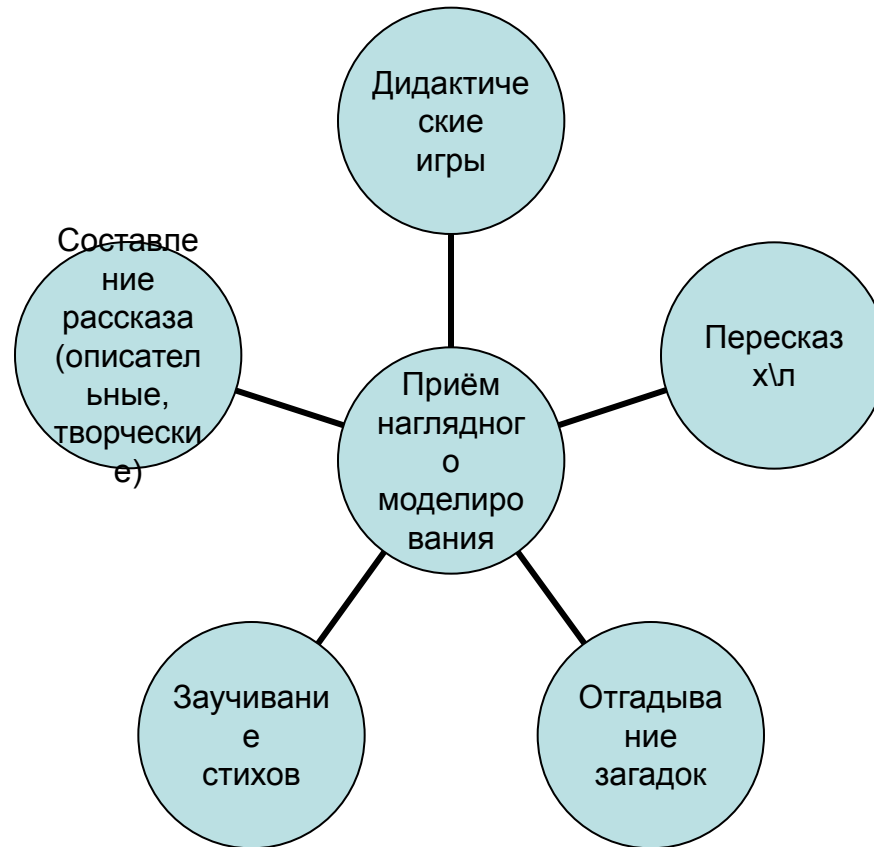 Дидактиче
ские
игры
Составле
ние
рассказа
(описател
ьные,
творчески
е)
Пересказ
х\л
Приём
наглядног
о
моделиро
вания
Заучивани
е
стихов
Отгадыва
ние
загадок